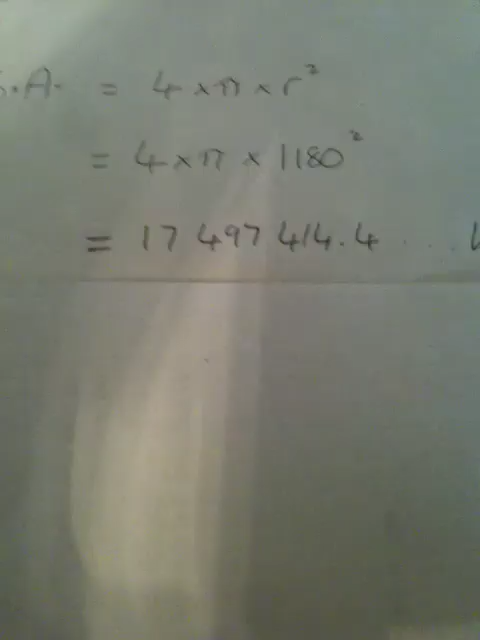 S.A. = 4 × π × r²
= 4 × π × 1180²
= 17 497 414.4 ...